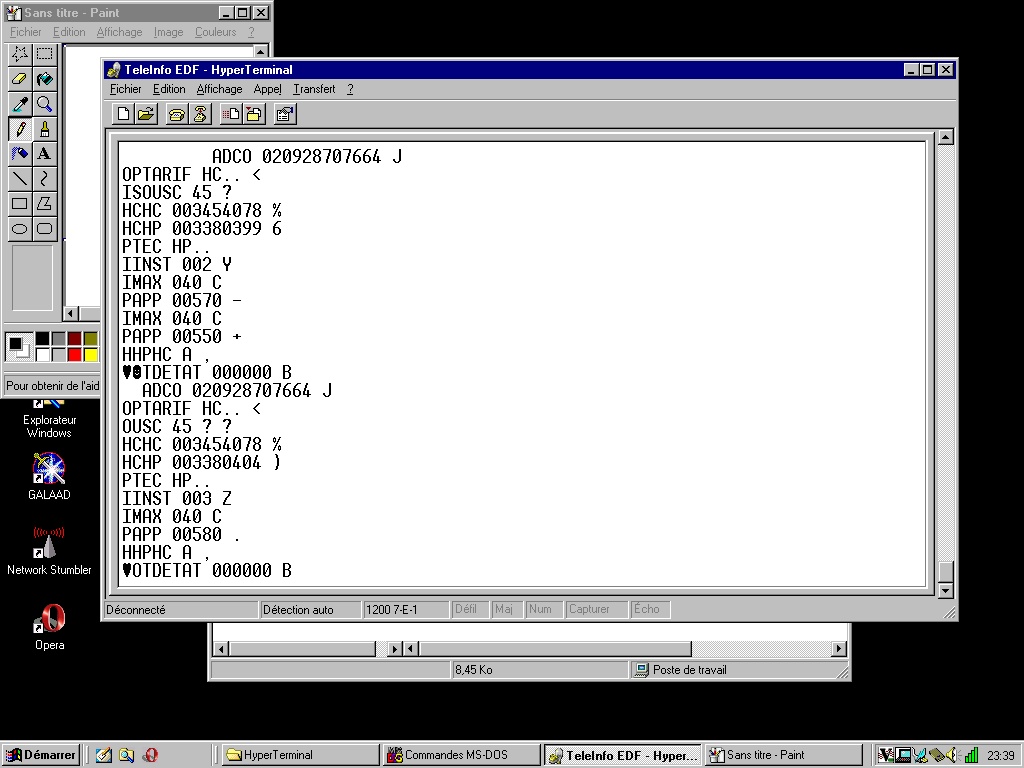 Sans titre - Paint
Fichier Edition Affichage Image Couleurs ?
TeleInfo EDF - HyperTerminal
Fichier Edition Affichage Appel Transfert ?
ADCO 020928707664 J
OPTARIF HC.. <
ISOUSC 45 ?
HCHC 003454078 %
HCHP 003380399 6
PTEC HP..
IINST 002 Y
IMAX 040 C
PAPP 00570 -
IMAX 040 C
PAPP 00550 +
HHPHC A ,
♥☻OTDETAT 000000 B
ADCO 020928707664 J
OPTARIF HC.. <
OUSC 45 ? ?
HCHC 003454078 %
HCHP 003380404 )
PTEC HP..
IINST 003 Z
IMAX 040 C
PAPP 00580 .
HHPHC A ,
♥OTDETAT 000000 B
Déconnecté Détection auto 1200 7-E-1 Défil Maj Num Capturer Écho
Pour obtenir de l'aid
Explorateur
Windows
GALAAD
Network Stumbler
Opera
8,45 Ko Poste de travail
Démarrer HyperTerminal Commandes MS-DOS TeleInfo EDF - Hyper... Sans titre - Paint 23:39